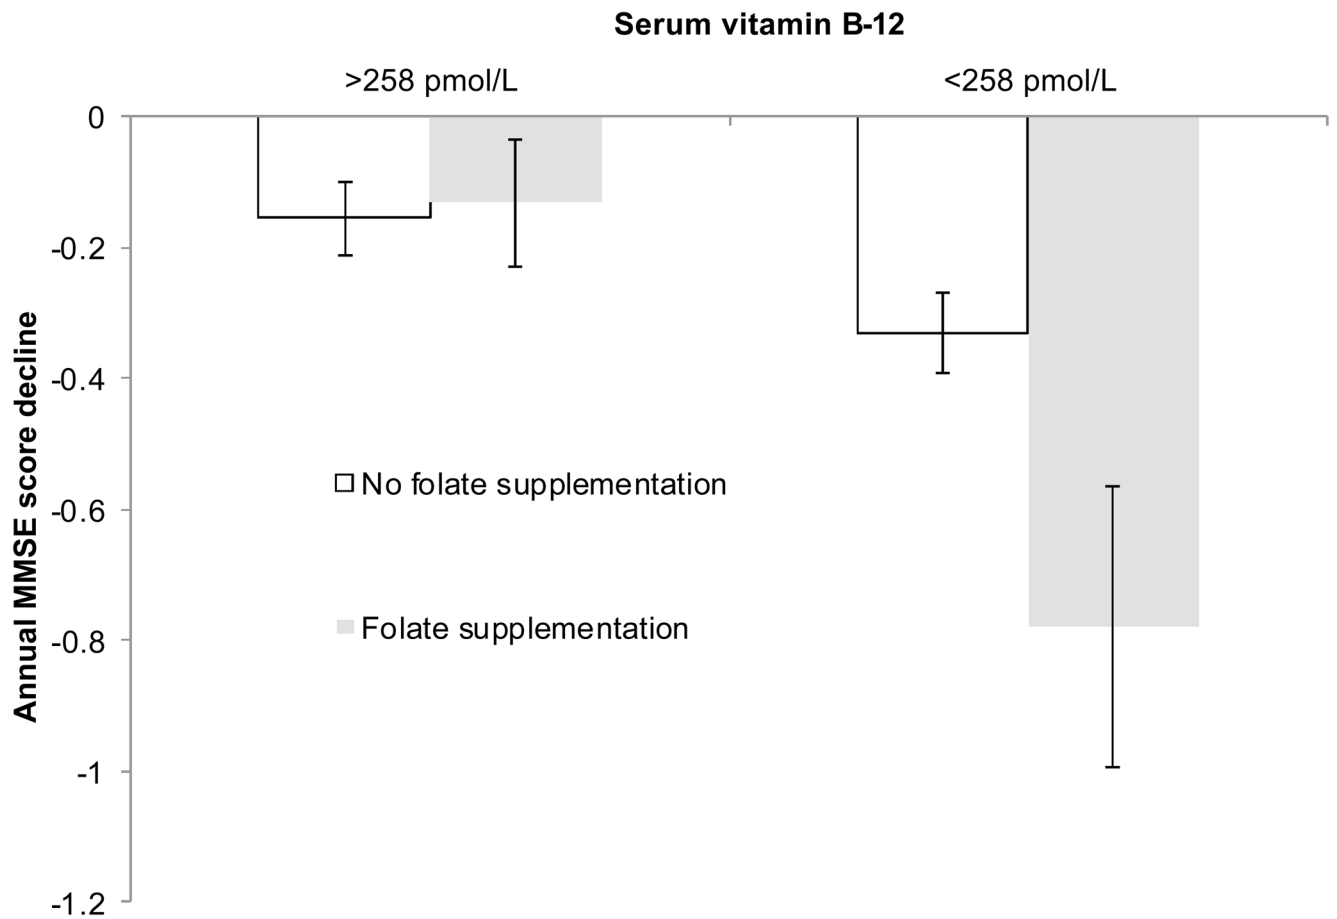 Serum vitamin B-12
>258 pmol/L
<258 pmol/L
0
-0.2
-0.4
-0.6
-0.8
-1
-1.2
Annual MMSE score decline
No folate supplementation
Folate supplementation